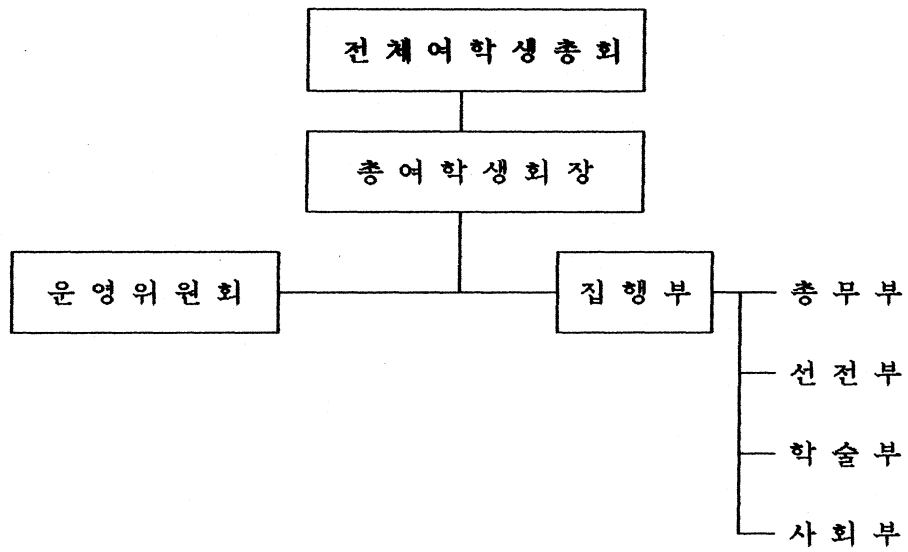 전체여학생총회
총여학생회장
운영위원회
집행부
총무부
선전부
학술부
사회부